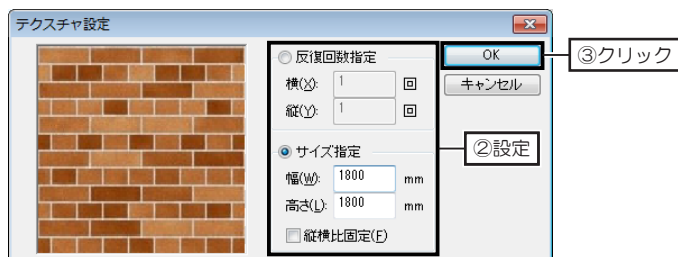 テクスチャ設定
反復回数指定
横(X): 1 回
縦(Y): 1 回
サイズ指定
幅(W): 1800 mm
高さ(L): 1800 mm
縦横比固定(F)
OK
キャンセル
③クリック
②設定